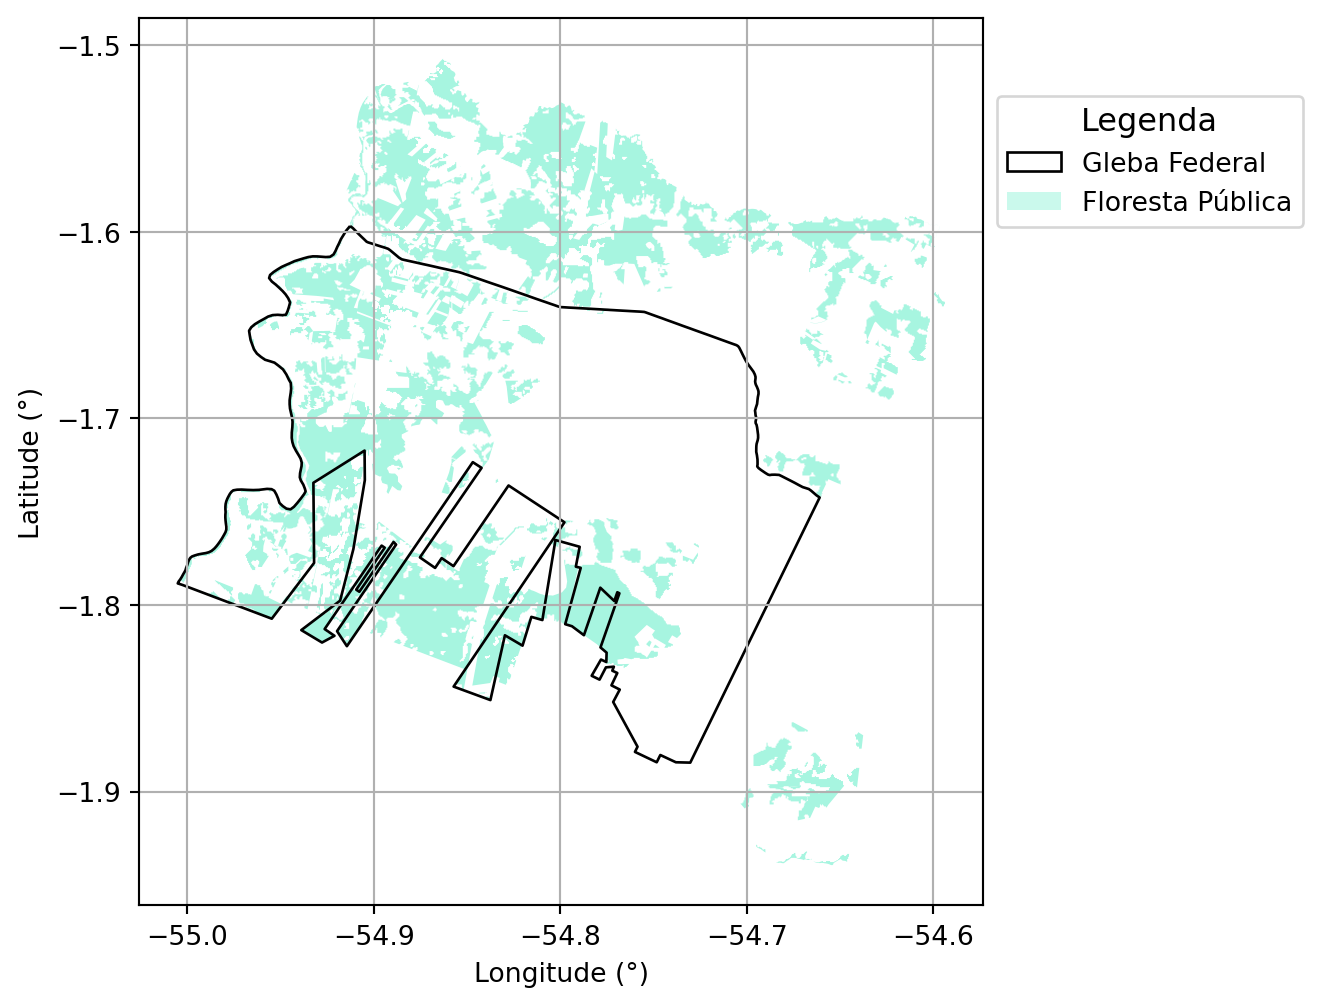 −1.5
−1.6
−1.7
−1.8
−1.9
Latitude (°)
−55.0 −54.9 −54.8 −54.7 −54.6
Longitude (°)
Legenda
Gleba Federal
Floresta Pública